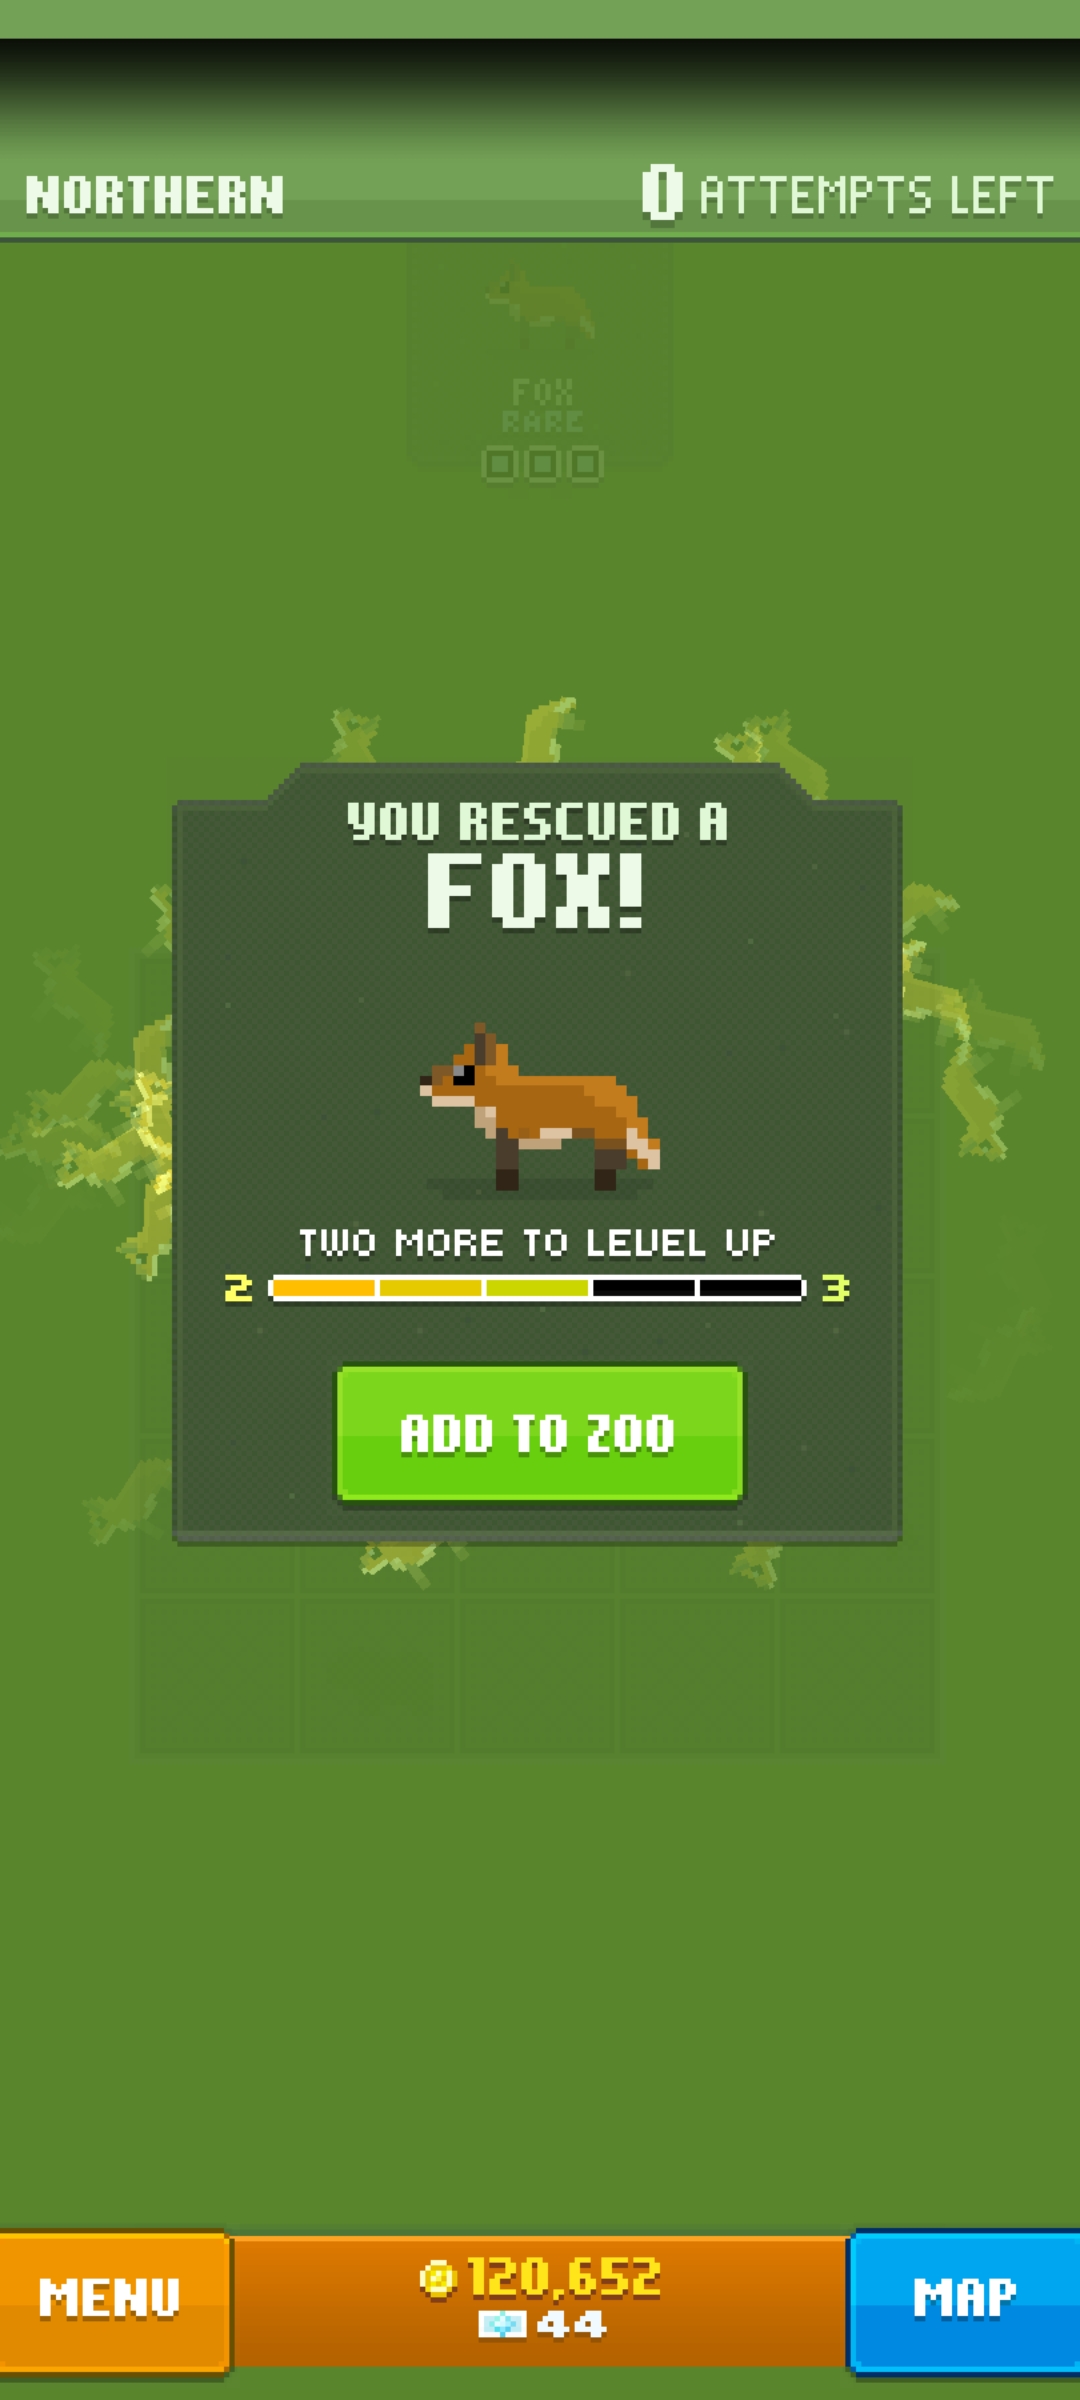 NORTHERN
0 ATTEMPTS LEFT
FOX
RARE
YOU RESCUED A
FOX!
TWO MORE TO LEVEL UP
2 3
ADD TO ZOO
MENU
120,652
44
MAP